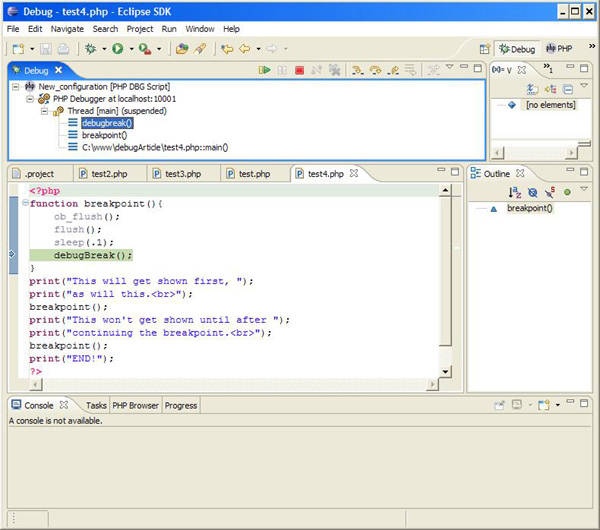 Debug - test4.php - Eclipse SDK
File Edit Navigate Search Project Run Window Help
Debug PHP
Debug
(x)= V »1
New_configuration [PHP DBG Script]
PHP Debugger at localhost:10001
Thread [main] (suspended)
debugbreak()
breakpoint()
C:\www\debugArticle\test4.php::main()
[no elements]
.project test2.php test3.php test.php test4.php
Outline
breakpoint()
<?php
function breakpoint(){
ob_flush();
flush();
sleep(.1);
debugBreak();
}
print("This will get shown first, ");
print("as will this.<br>");
breakpoint();
print("This won't get shown until after ");
print("continuing the breakpoint.<br>");
breakpoint();
print("END!");
?>
Console Tasks PHP Browser Progress
A console is not available.